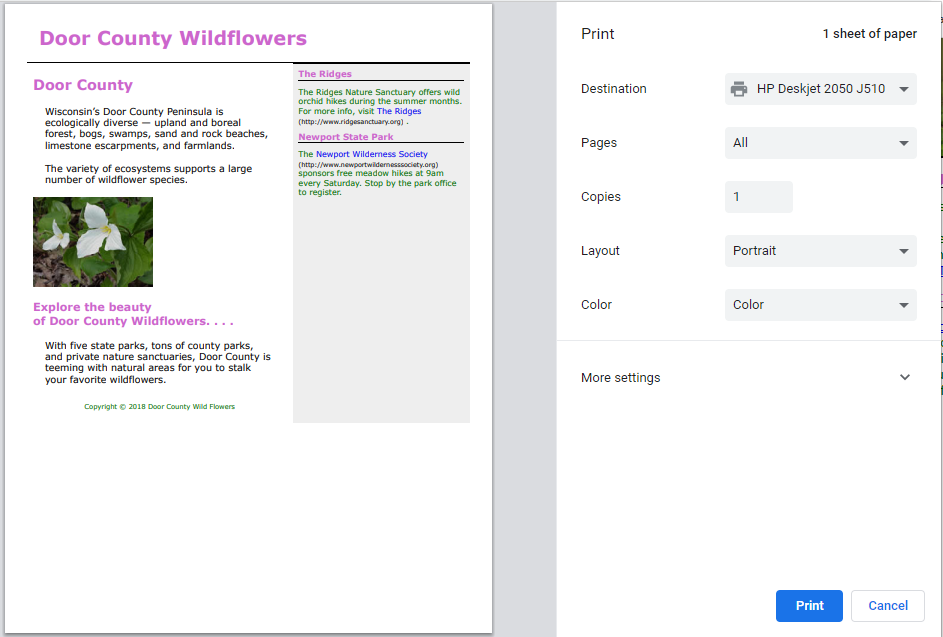 Door County Wildflowers
Door County
Wisconsin's Door County Peninsula is
ecologically diverse — upland and boreal
forest, bogs, swamps, sand and rock beaches,
limestone escarpments, and farmlands.
The variety of ecosystems supports a large
number of wildflower species.
Explore the beauty
of Door County Wildflowers. . . .
With five state parks, tons of county parks,
and private nature sanctuaries, Door County is
teeming with natural areas for you to stalk
your favorite wildflowers.
Copyright © 2018 Door County Wild Flowers
The Ridges
The Ridges Nature Sanctuary offers wild
orchid hikes during the summer months.
For more info, visit The Ridges
(http://www.ridgesanctuary.org) .
Newport State Park
The Newport Wilderness Society
(http://www.newportwildernesssociety.org)
sponsors free meadow hikes at 9am
every Saturday. Stop by the park office
to register.
Print
1 sheet of paper
Destination
HP Deskjet 2050 J510
Pages
All
Copies
1
Layout
Portrait
Color
Color
More settings
Print
Cancel